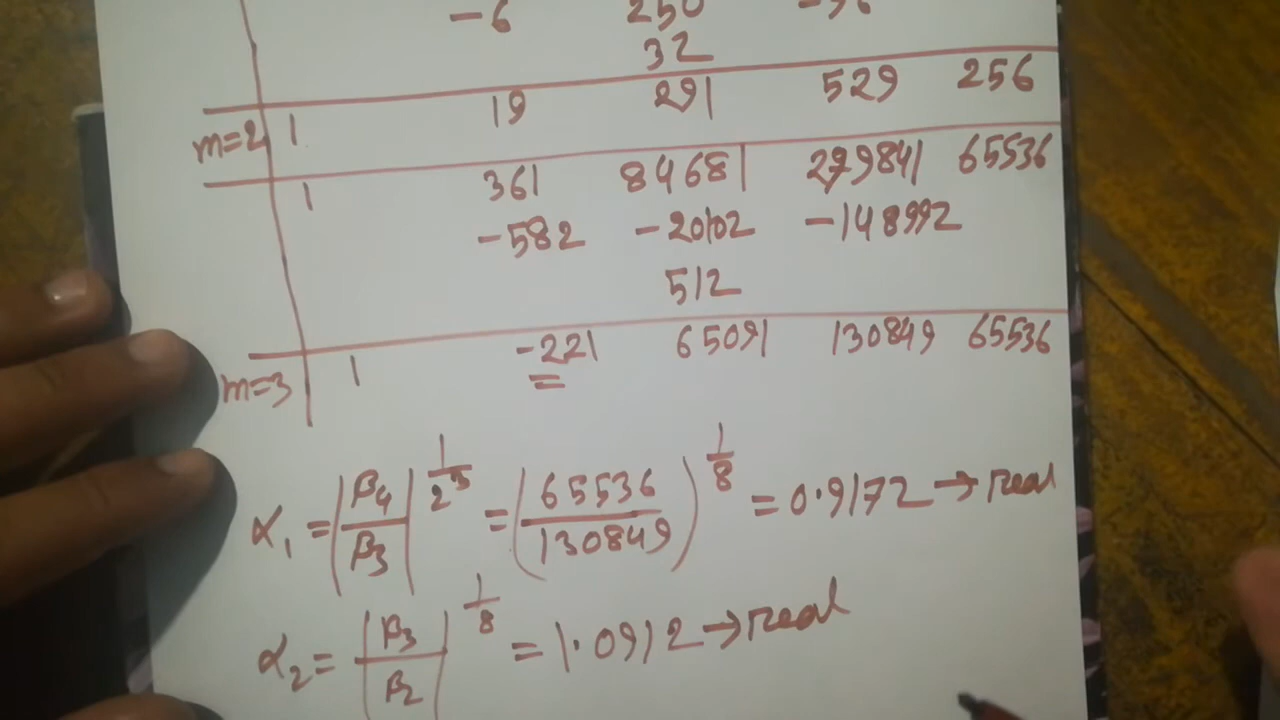 -6 250 -96
32
m=2 1 19 291 529 256
1 361 84681 279841 65536
-582 -20102 -148992
512
m=3 1 -221 65091 130849 65536
α₁ = |β₄/β₃|^(1/2³) = (65536/130849)^(1/8) = 0.9172 → real
α₂ = |β₃/β₂|^(1/8) = 1.0912 → real